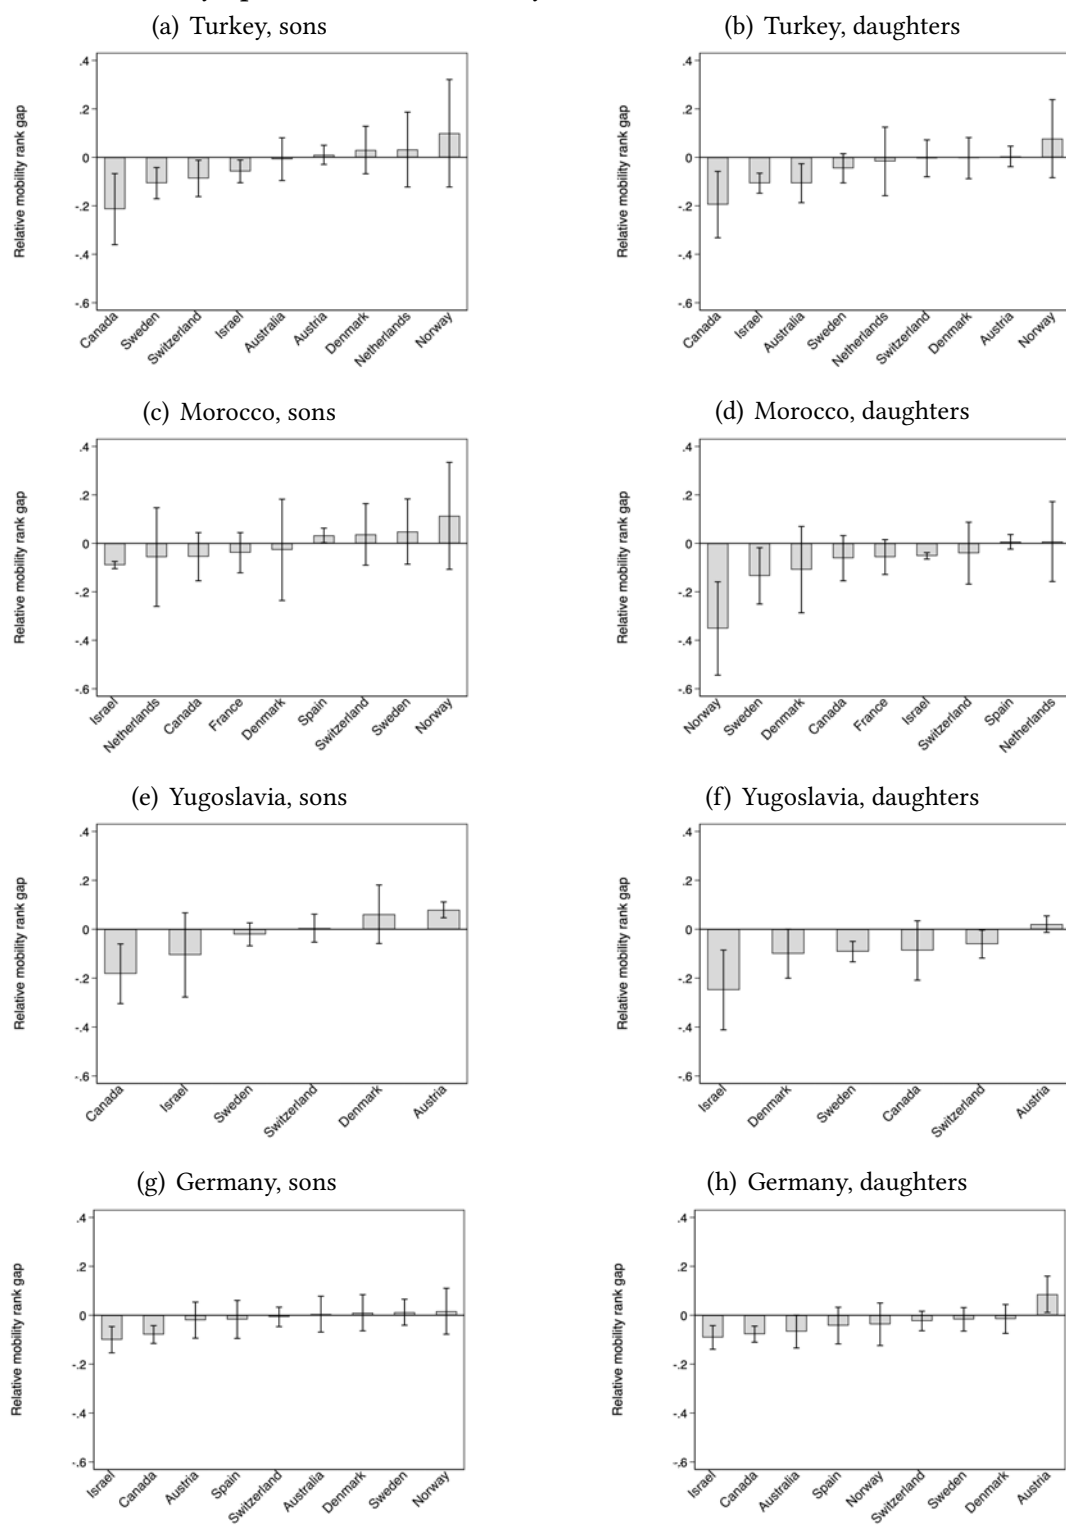 (a) Turkey, sons
Relative mobility rank gap
.4
.2
0
-.2
-.4
-.6
Canada
Sweden
Switzerland
Israel
Australia
Austria
Denmark
Netherlands
Norway
(b) Turkey, daughters
Relative mobility rank gap
.4
.2
0
-.2
-.4
-.6
Canada
Israel
Australia
Sweden
Netherlands
Switzerland
Denmark
Austria
Norway
(c) Morocco, sons
Relative mobility rank gap
.4
.2
0
-.2
-.4
-.6
Israel
Netherlands
Canada
France
Denmark
Spain
Switzerland
Sweden
Norway
(d) Morocco, daughters
Relative mobility rank gap
.4
.2
0
-.2
-.4
-.6
Norway
Sweden
Denmark
Canada
France
Israel
Switzerland
Spain
Netherlands
(e) Yugoslavia, sons
Relative mobility rank gap
.4
.2
0
-.2
-.4
-.6
Canada
Israel
Sweden
Switzerland
Denmark
Austria
(f) Yugoslavia, daughters
Relative mobility rank gap
.4
.2
0
-.2
-.4
-.6
Israel
Denmark
Sweden
Canada
Switzerland
Austria
(g) Germany, sons
Relative mobility rank gap
.4
.2
0
-.2
-.4
-.6
Israel
Canada
Austria
Spain
Switzerland
Australia
Denmark
Sweden
Norway
(h) Germany, daughters
Relative mobility rank gap
.4
.2
0
-.2
-.4
-.6
Israel
Canada
Australia
Spain
Norway
Switzerland
Sweden
Denmark
Austria